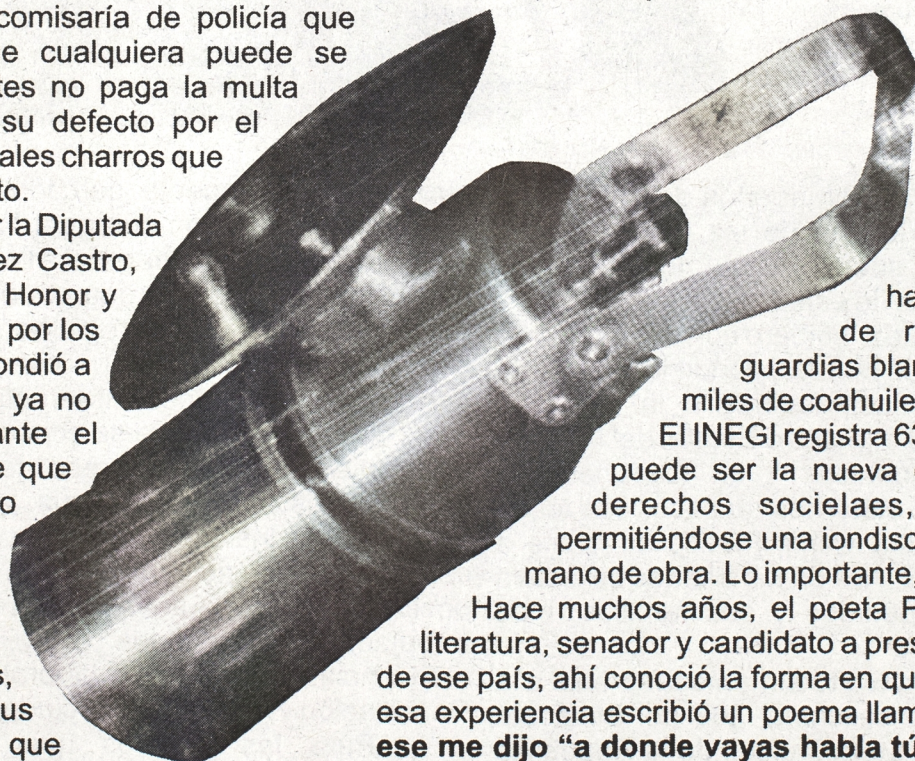 comisaría de policía que
e cualquiera puede se
tes no paga la multa
su defecto por el
ales charros que
to.
r la Diputada
ez Castro,
Honor y
por los
ondió a
ya no
ante el
e que
o
s,
us
que
ha
de r
guardias blan
miles de coahuile
El INEGI registra 63
puede ser la nueva
derechos socielaes,
permitiéndose una iondisc
mano de obra. Lo importante,
Hace muchos años, el poeta P
literatura, senador y candidato a pres
de ese país, ahí conoció la forma en qu
esa experiencia escribió un poema llam
ese me dijo “a donde vayas habla tú